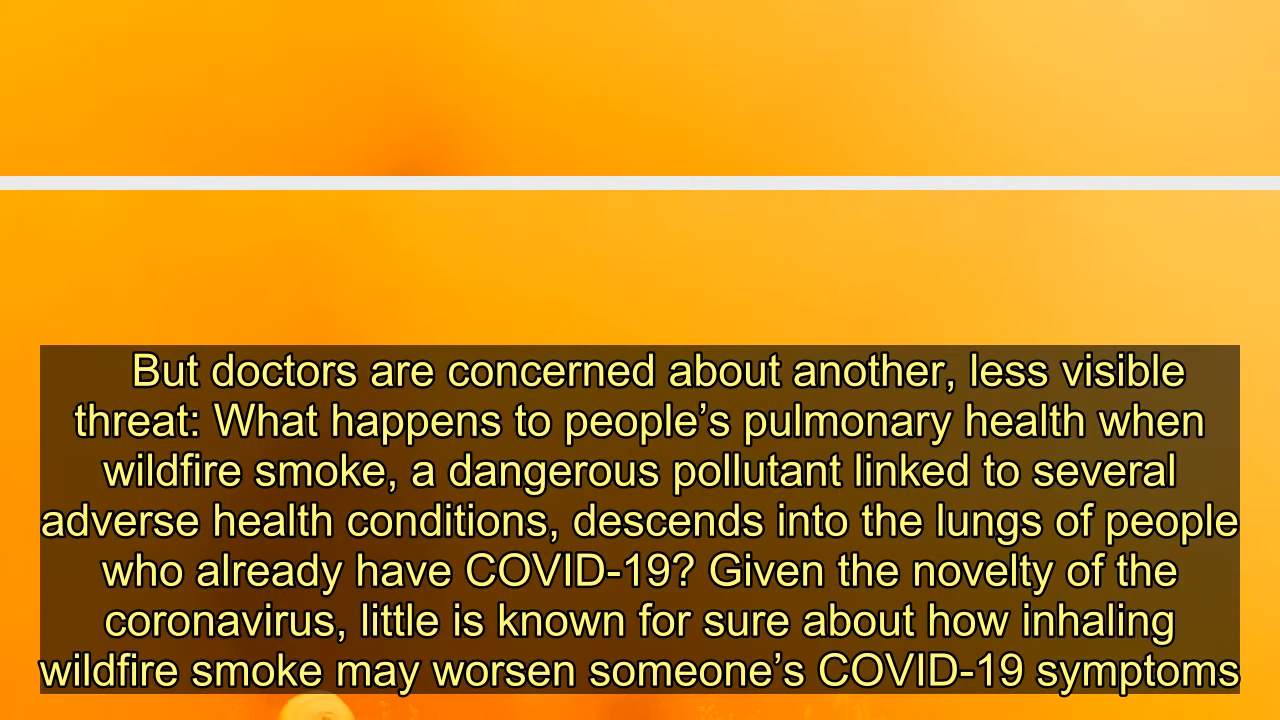 But doctors are concerned about another, less visible
threat: What happens to people’s pulmonary health when
wildfire smoke, a dangerous pollutant linked to several
adverse health conditions, descends into the lungs of people
who already have COVID-19? Given the novelty of the
coronavirus, little is known for sure about how inhaling
wildfire smoke may worsen someone’s COVID-19 symptoms